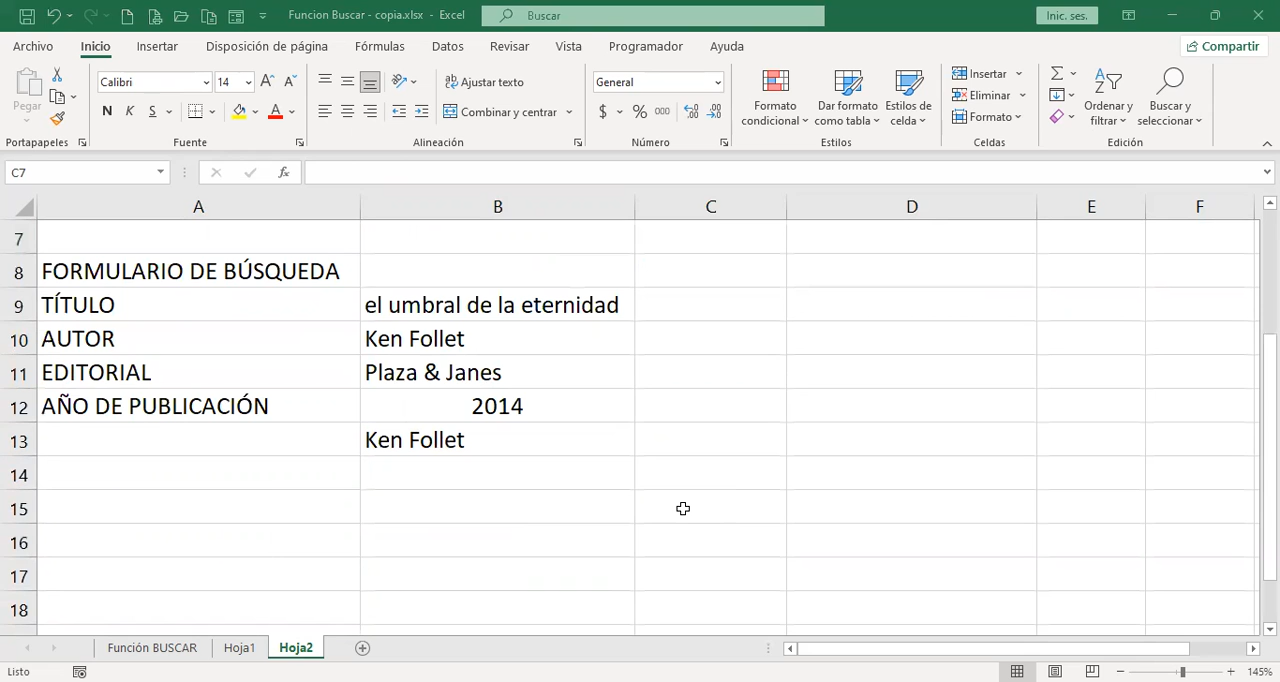 Funcion Buscar - copia.xlsx - Excel
Buscar
Inic. ses.
Archivo Inicio Insertar Disposición de página Fórmulas Datos Revisar Vista Programador Ayuda
Compartir
Pegar
Calibri 14
N K S A
Ajustar texto
Combinar y centrar
General
$ % 000
Formato condicional
Dar formato como tabla
Estilos de celda
Insertar
Eliminar
Formato
Ordenar y filtrar
Buscar y seleccionar
Portapapeles Fuente Alineación Número Estilos Celdas Edición
C7 fx
A B C D E F
7
8 FORMULARIO DE BÚSQUEDA
9 TÍTULO el umbral de la eternidad
10 AUTOR Ken Follet
11 EDITORIAL Plaza & Janes
12 AÑO DE PUBLICACIÓN 2014
13 Ken Follet
14
15
16
17
18
Función BUSCAR Hoja1 Hoja2
Listo 145%